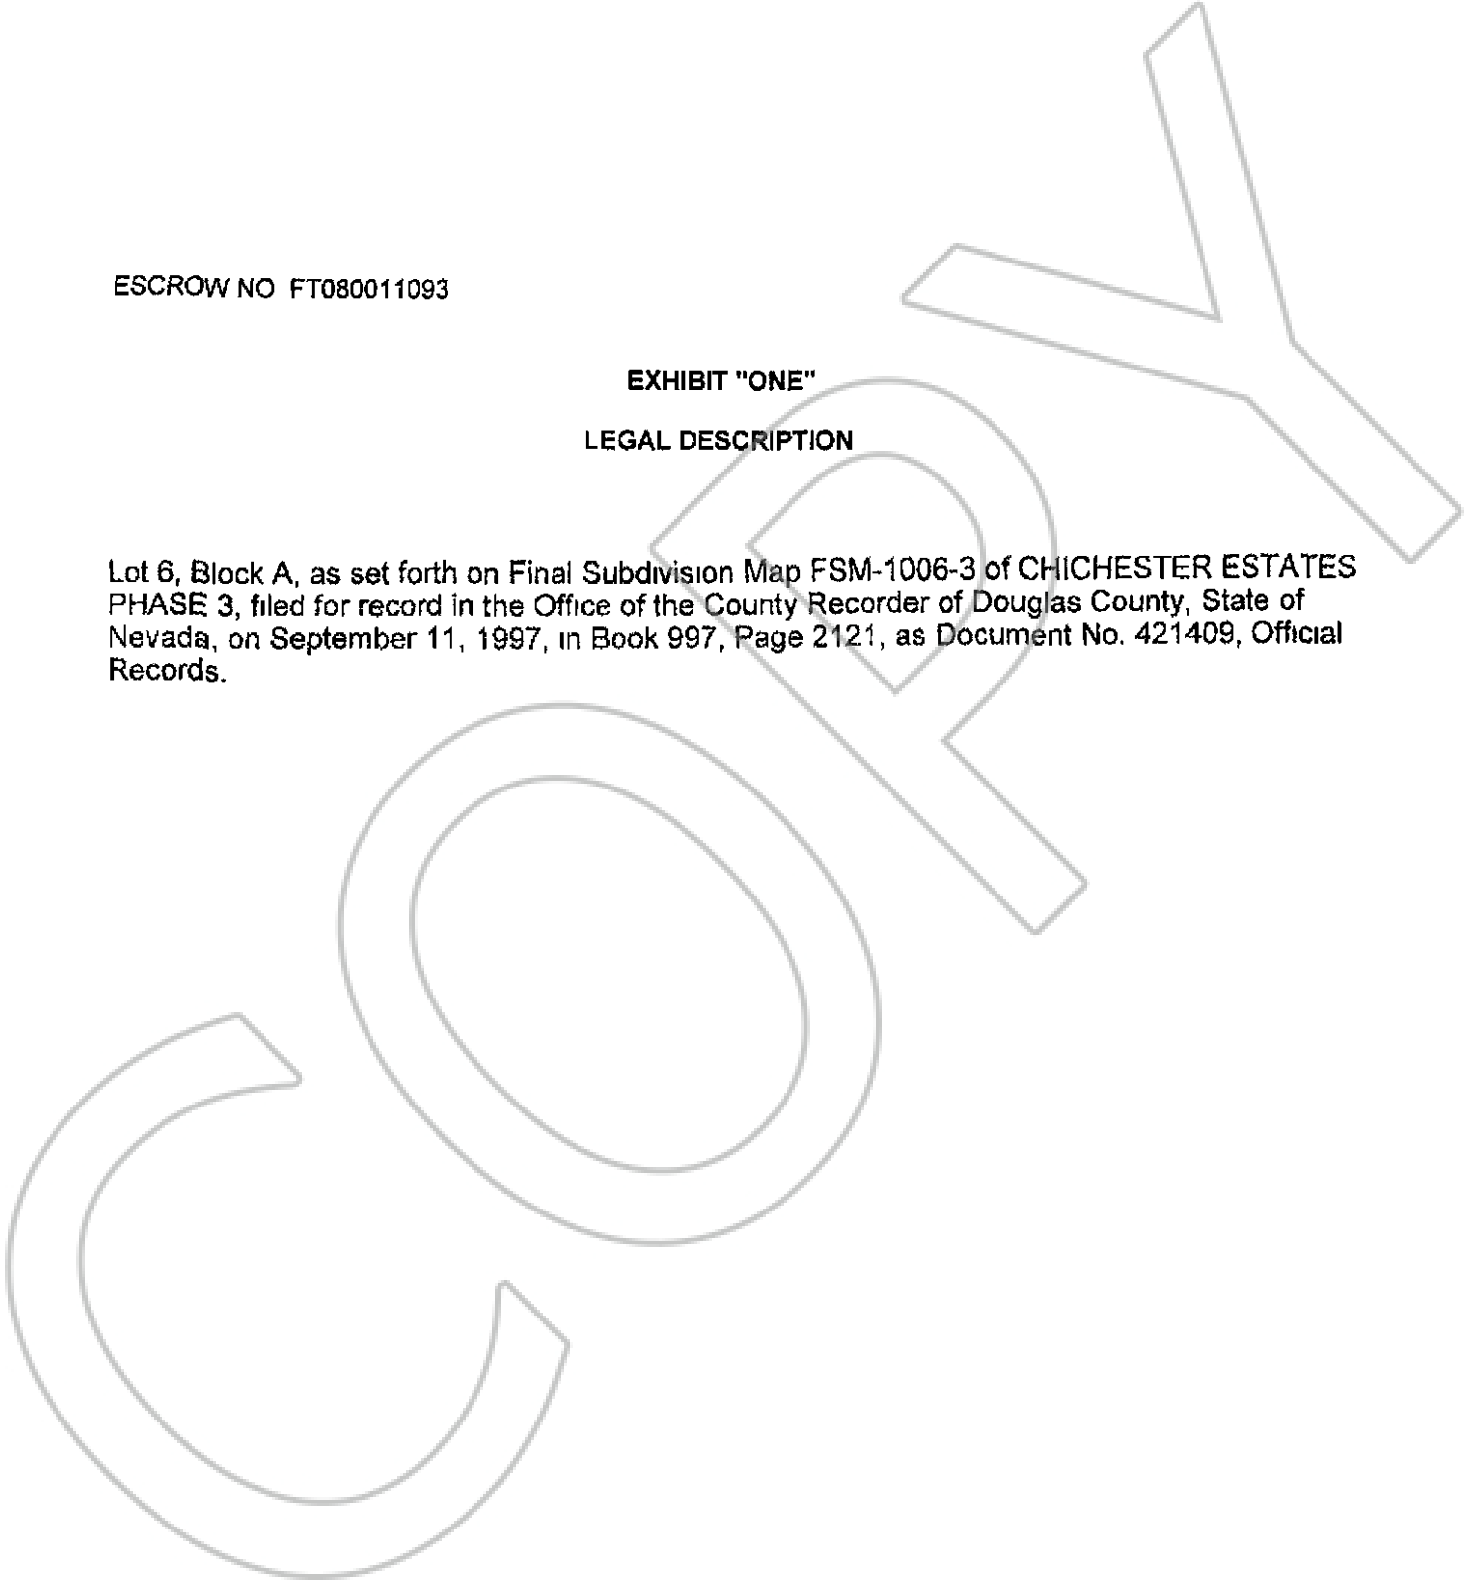 ESCROW NO FT080011093
EXHIBIT "ONE"
LEGAL DESCRIPTION
Lot 6, Block A, as set forth on Final Subdivision Map FSM-1006-3 of CHICHESTER ESTATES
PHASE 3, filed for record in the Office of the County Recorder of Douglas County, State of
Nevada, on September 11, 1997, in Book 997, Page 2121, as Document No. 421409, Official
Records.
COPY